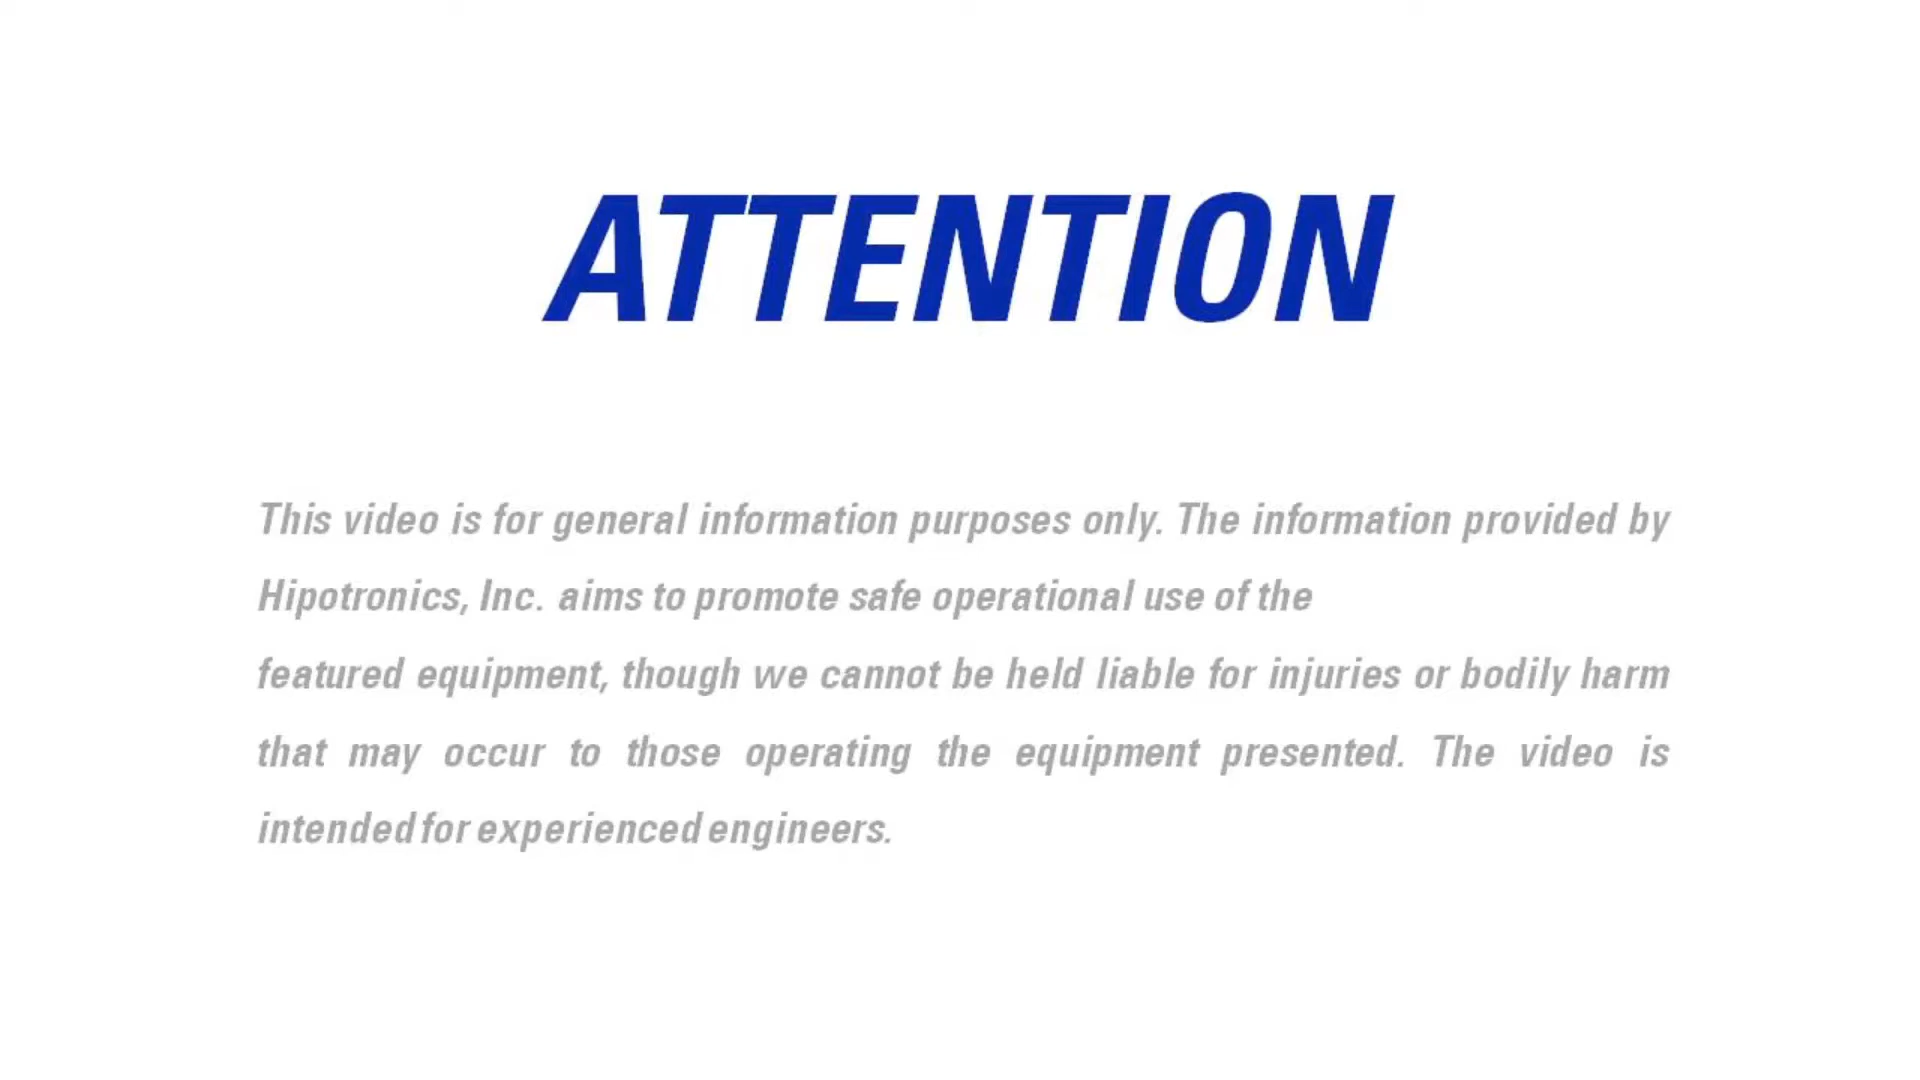 ATTENTION
This video is for general information purposes only. The information provided by
Hipotronics, Inc. aims to promote safe operational use of the
featured equipment, though we cannot be held liable for injuries or bodily harm
that may occur to those operating the equipment presented. The video is
intended for experienced engineers.